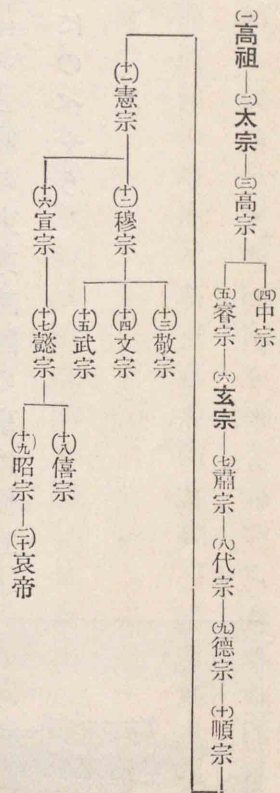 (一)高祖
(二)太宗
(三)高宗
(四)中宗
(五)睿宗
(六)玄宗
(七)肅宗
(八)代宗
(九)德宗
(十)順宗
(十一)憲宗
(十二)穆宗
(十三)敬宗
(十四)文宗
(十五)武宗
(十六)宣宗
(十七)懿宗
(十八)僖宗
(十九)昭宗
(二十)哀帝